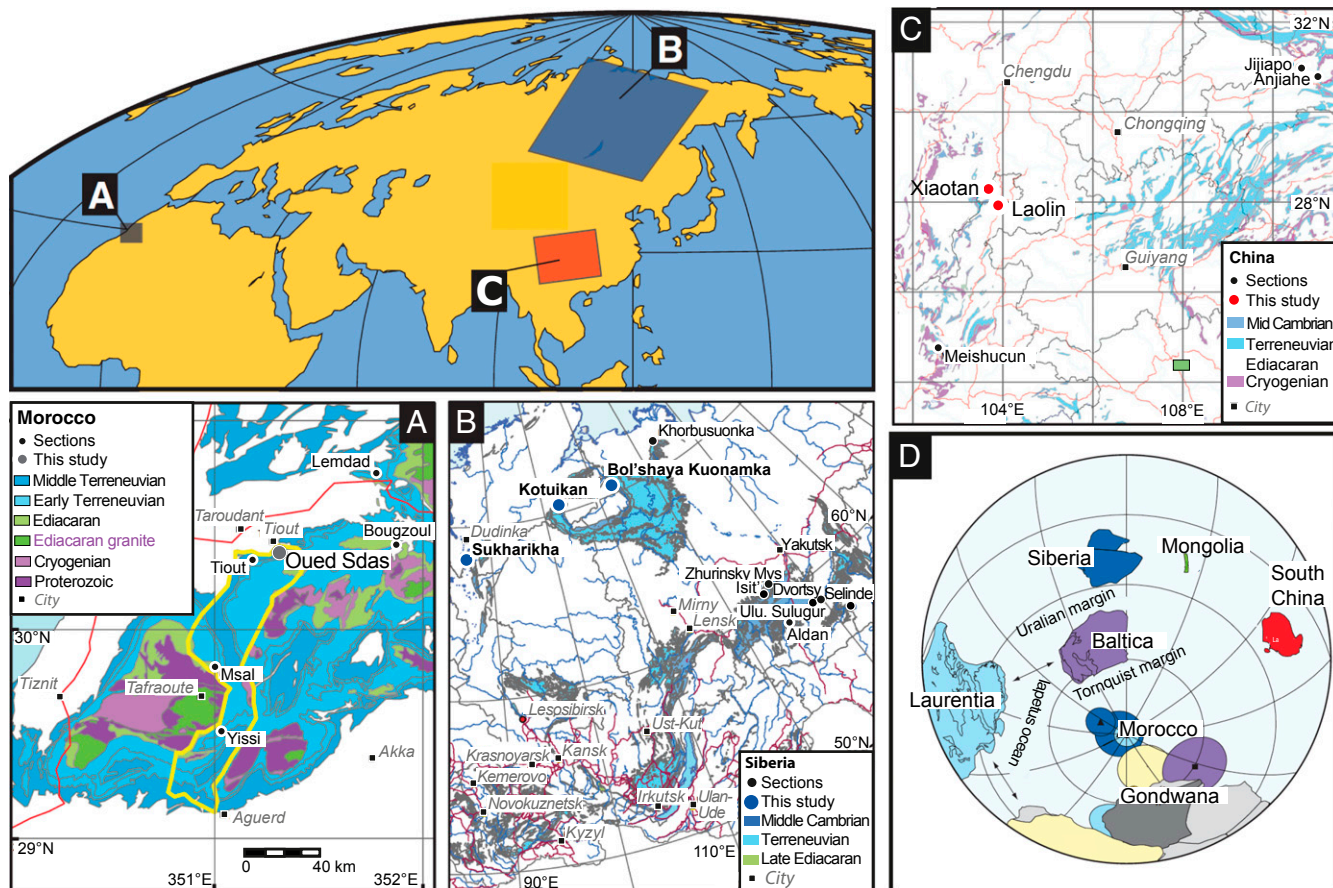 A
B
C
C
32°N
Jijiapo
Anjiahe
Chengdu
Chongqing
Xiaotan
Laolin
28°N
Guiyang
Meishucun
104°E
108°E
China
Sections
This study
Mid Cambrian
Terreneuvian
Ediacaran
Cryogenian
City
A
Morocco
Sections
This study
Middle Terreneuvian
Early Terreneuvian
Ediacaran
Ediacaran granite
Cryogenian
Proterozoic
City
Lemdad
Taroudant
Tiout
Bougzoul
Tiout
Oued Sdas
30°N
Msal
Tiznit
Tafraoute
Yissi
Akka
Aguerd
29°N
0
40 km
351°E
352°E
B
Khorbusuonka
Bol'shaya Kuonamka
Kotuikan
60°N
Dudinka
Sukharikha
Yakutsk
Zhurinsky Mys
Isit'
Dvortsy
Selinde
Ulu. Sulugur
Mirny
Lensk
Aldan
Lespsibirsk
Ust-Kut
50°N
Krasnoyarsk
Kansk
Kemerovo
Novokuznetsk
Irkutsk
Ulan-
Ude
Kyzyl
110°E
90°E
Siberia
Sections
This study
Middle Cambrian
Terreneuvian
Late Ediacaran
City
D
Siberia
Mongolia
South
China
La
Uralian margin
Baltica
Tornquist margin
Laurentia
Iapetus ocean
Morocco
Gondwana